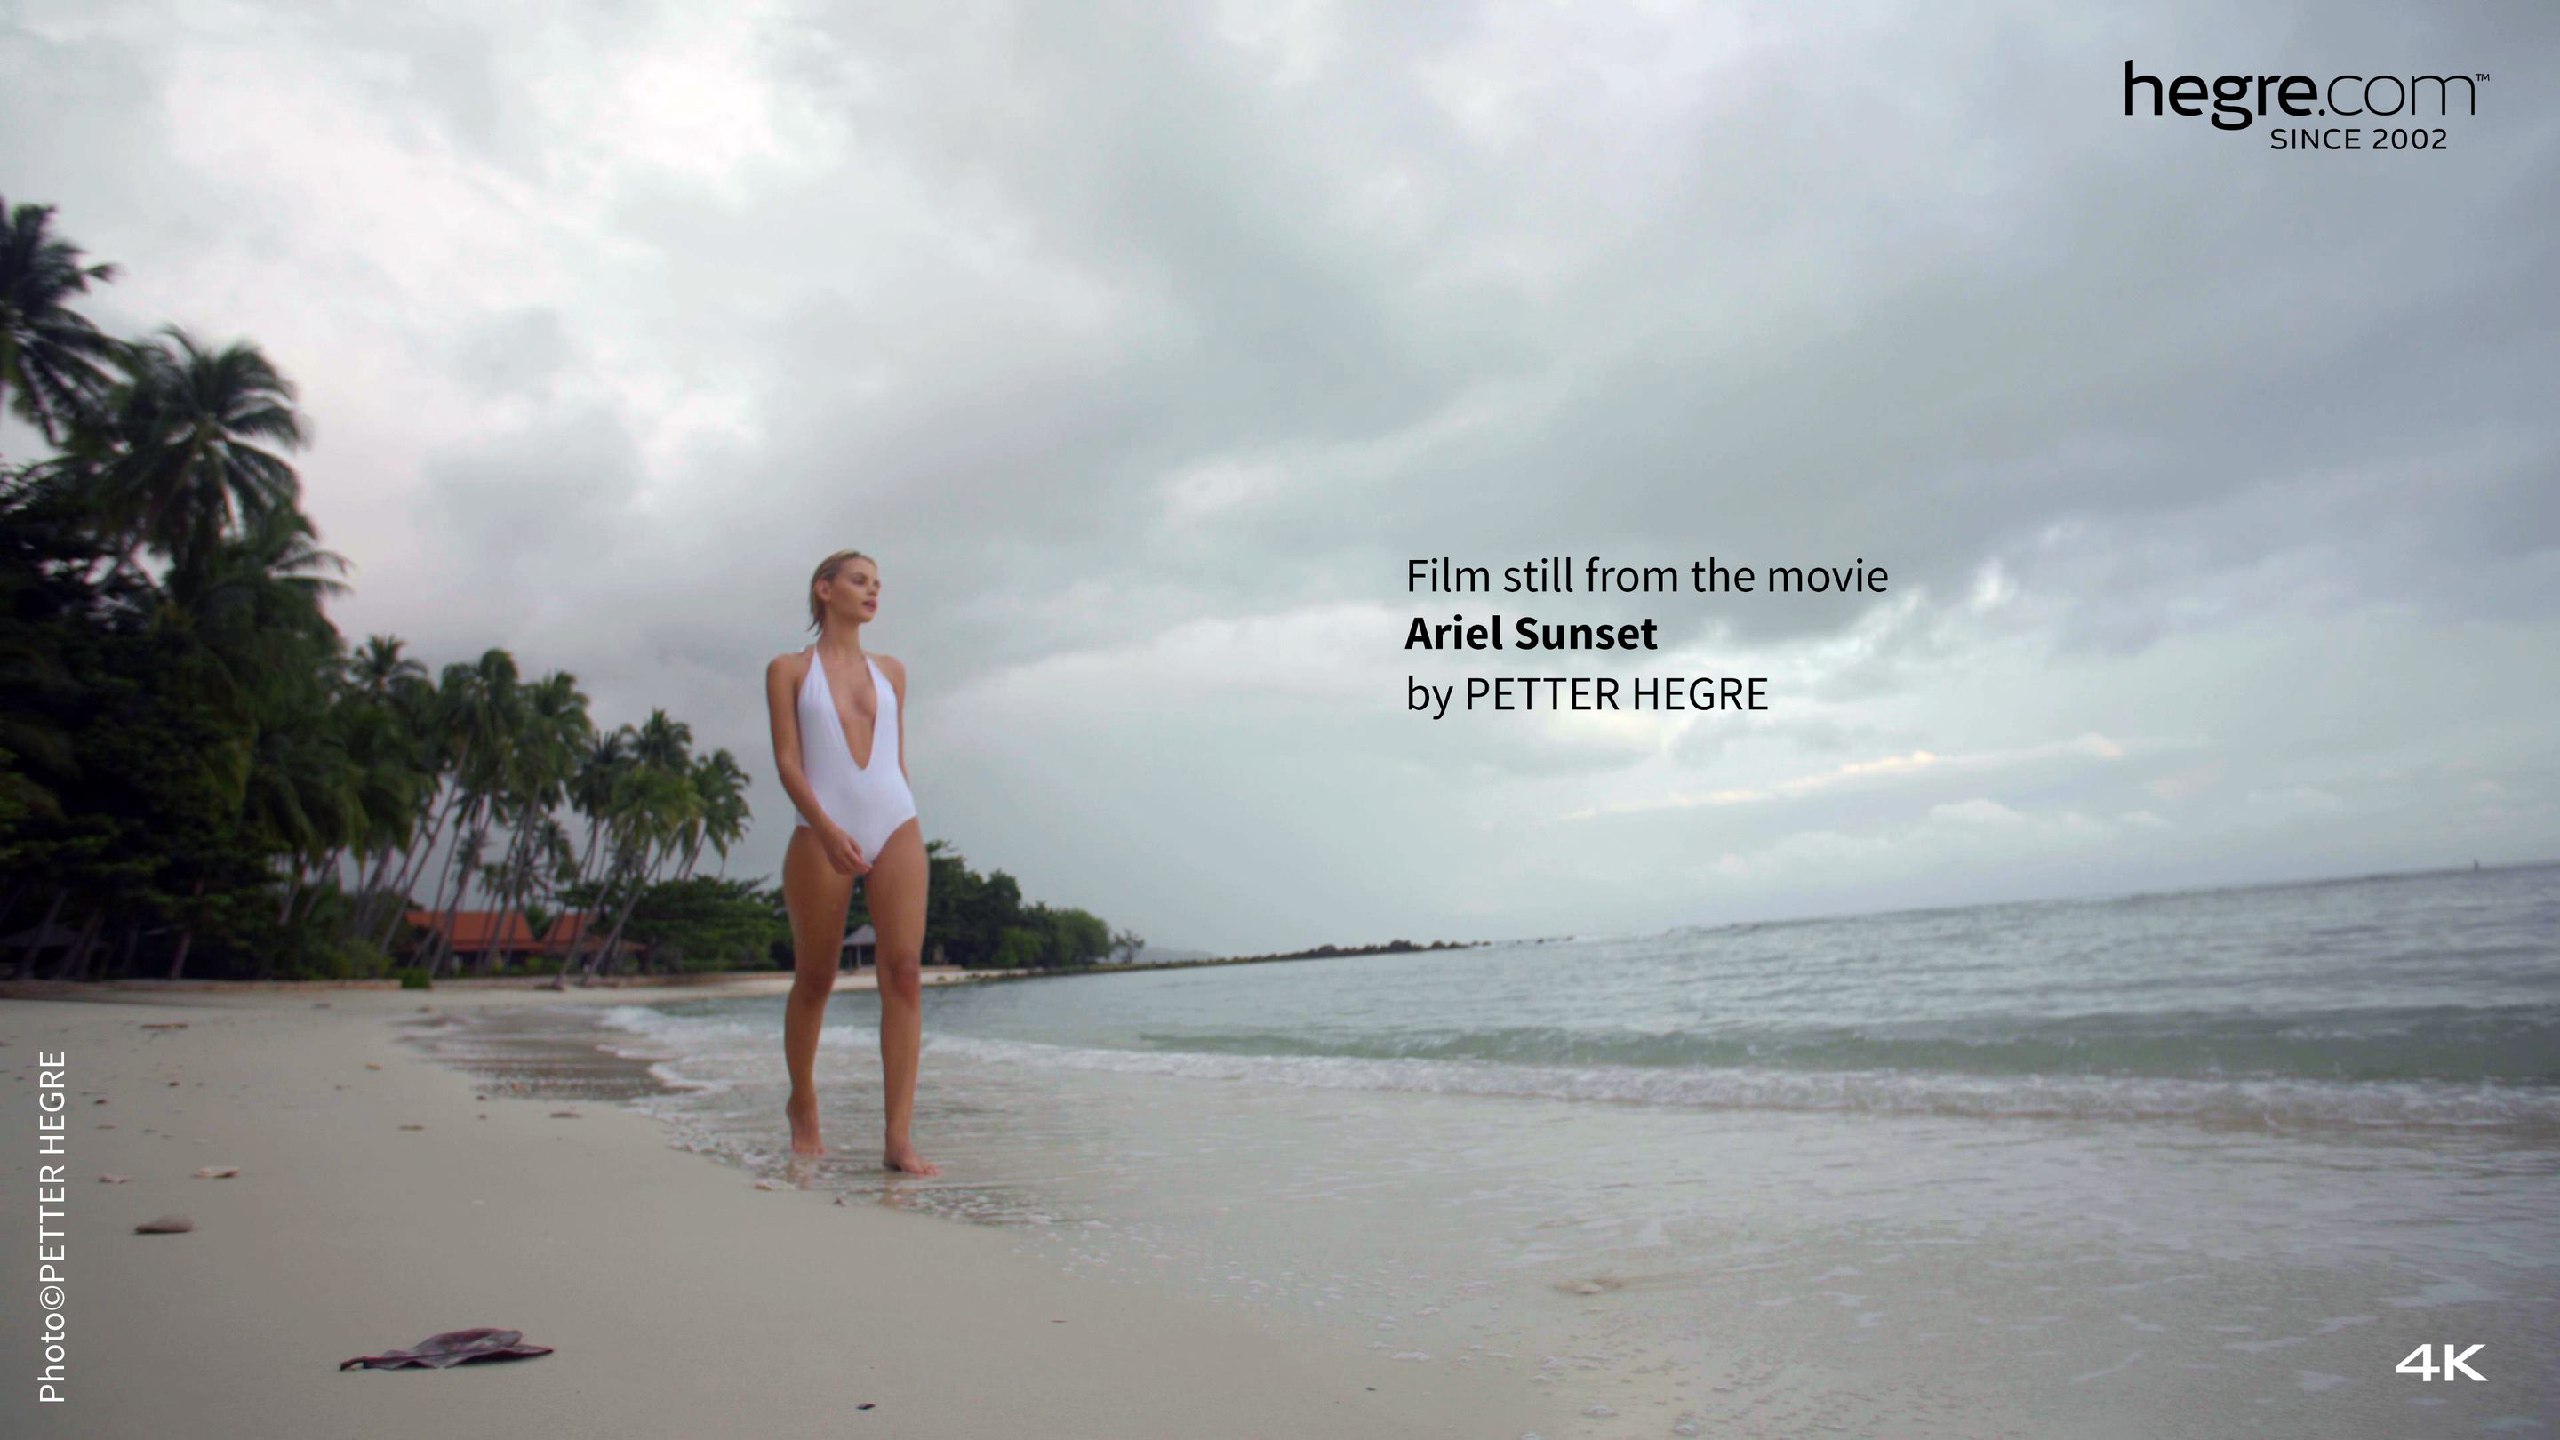 hegre.com™
SINCE 2002
Film still from the movie
Ariel Sunset
by PETTER HEGRE
Photo©PETTER HEGRE
4K